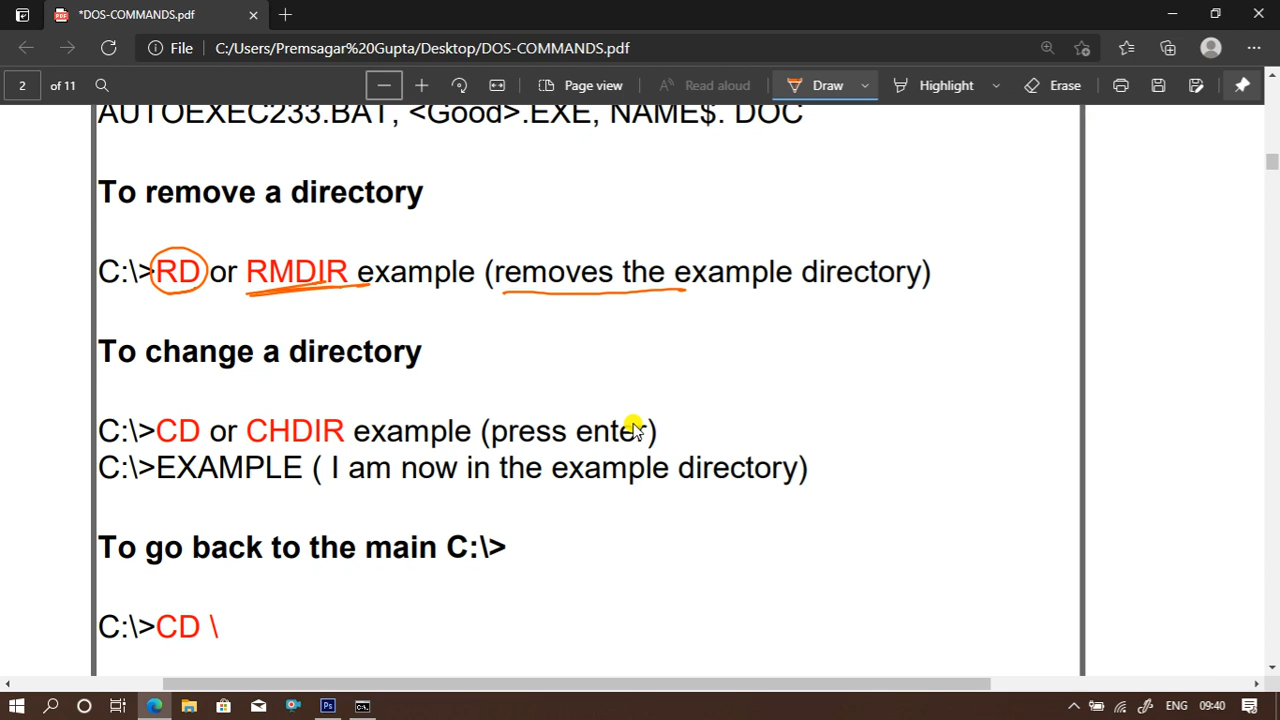 *DOS-COMMANDS.pdf
File C:/Users/Premsagar%20Gupta/Desktop/DOS-COMMANDS.pdf
2 of 11 Page view Read aloud Draw Highlight Erase
AUTOEXEC233.BAT, <Good>.EXE, NAME$. DOC
To remove a directory
C:\>RD or RMDIR example (removes the example directory)
To change a directory
C:\>CD or CHDIR example (press enter)
C:\>EXAMPLE ( I am now in the example directory)
To go back to the main C:\>
C:\>CD \
Ps ENG 09:40